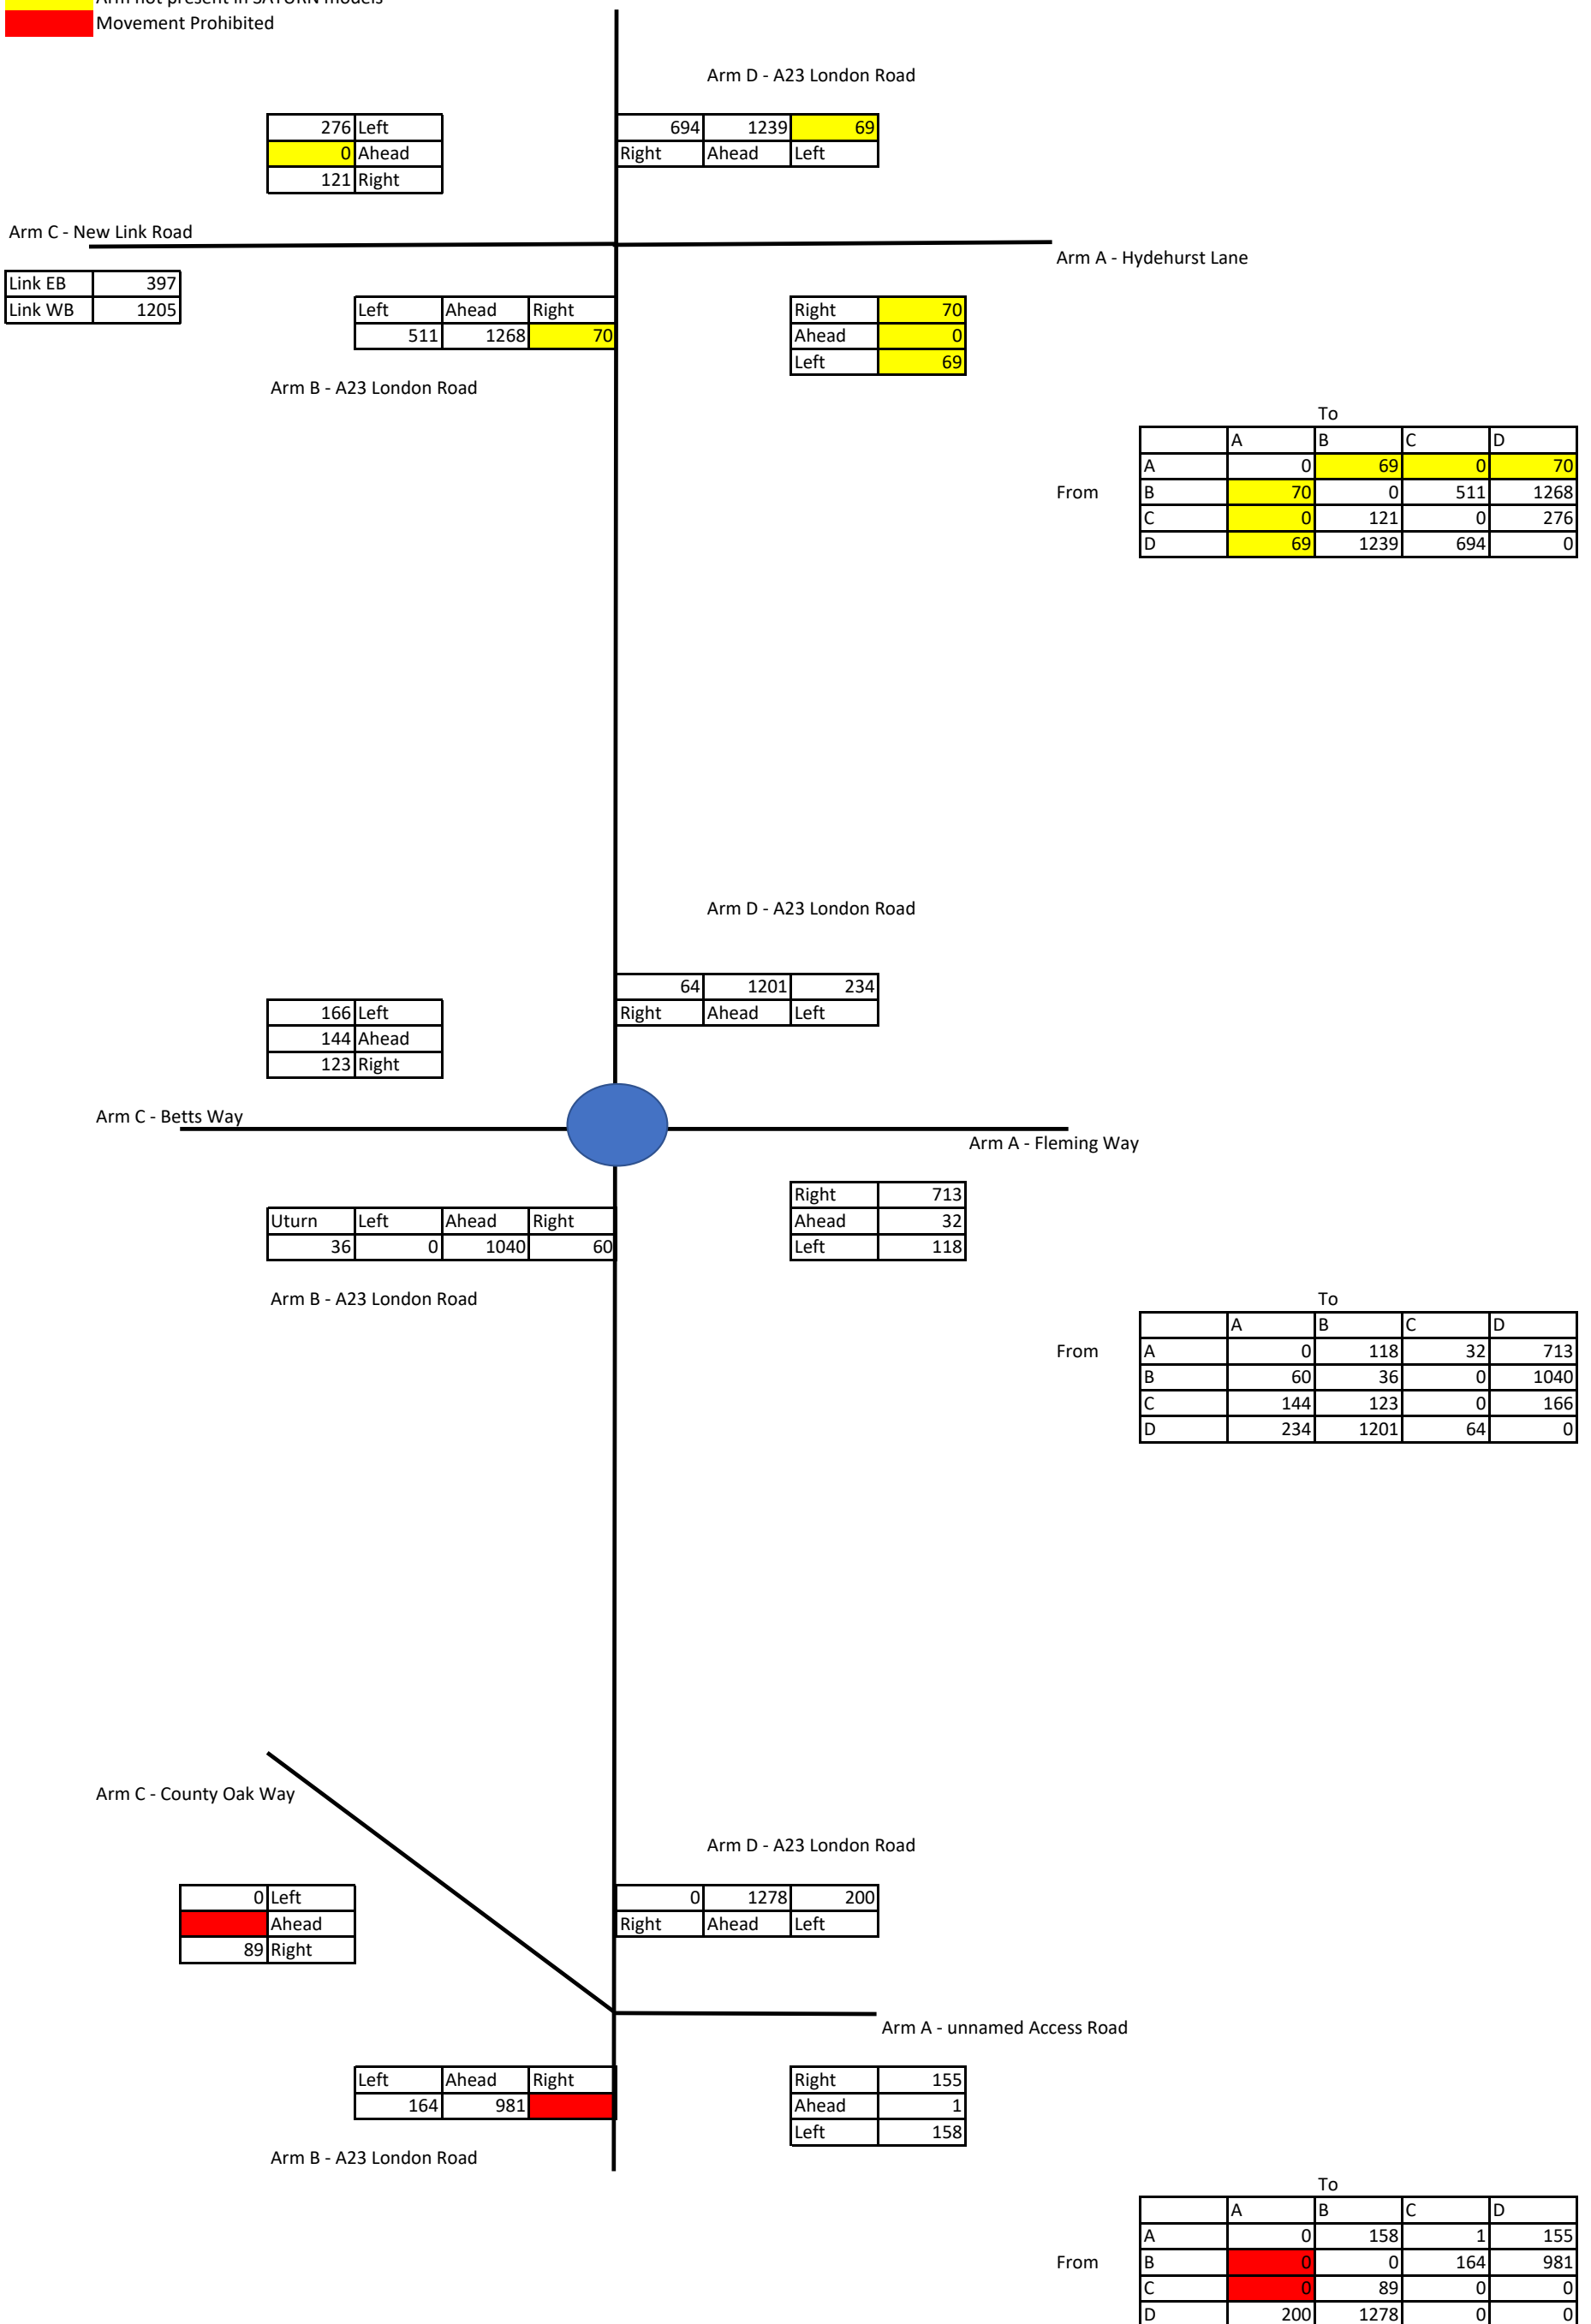 Arm not present in SATURN models
Movement Prohibited
Arm D - A23 London Road
276 Left
0 Ahead
121 Right
694 1239 69
Right Ahead Left
Arm C - New Link Road
Arm A - Hydehurst Lane
Link EB 397
Link WB 1205
Left Ahead Right
511 1268 70
Right 70
Ahead 0
Left 69
Arm B - A23 London Road
To
A B C D
A 0 69 0 70
From B 70 0 511 1268
C 0 121 0 276
D 69 1239 694 0
Arm D - A23 London Road
64 1201 234
Right Ahead Left
166 Left
144 Ahead
123 Right
Arm C - Betts Way
Arm A - Fleming Way
Right 713
Ahead 32
Left 118
Uturn Left Ahead Right
36 0 1040 60
Arm B - A23 London Road
To
A B C D
From A 0 118 32 713
B 60 36 0 1040
C 144 123 0 166
D 234 1201 64 0
Arm C - County Oak Way
Arm D - A23 London Road
0 Left
Ahead
89 Right
0 1278 200
Right Ahead Left
Arm A - unnamed Access Road
Left Ahead Right
164 981
Right 155
Ahead 1
Left 158
Arm B - A23 London Road
To
A B C D
A 0 158 1 155
From B 0 0 164 981
C 0 89 0 0
D 200 1278 0 0